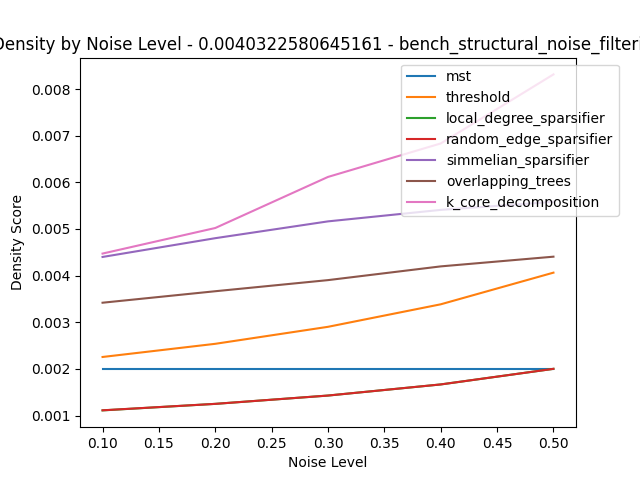 Density by Noise Level - 0.0040322580645161 - bench_structural_noise_filteri
mst
threshold
local_degree_sparsifier
random_edge_sparsifier
simmelian_sparsifier
overlapping_trees
k_core_decomposition
Density Score
0.008
0.007
0.006
0.005
0.004
0.003
0.002
0.001
0.10 0.15 0.20 0.25 0.30 0.35 0.40 0.45 0.50
Noise Level